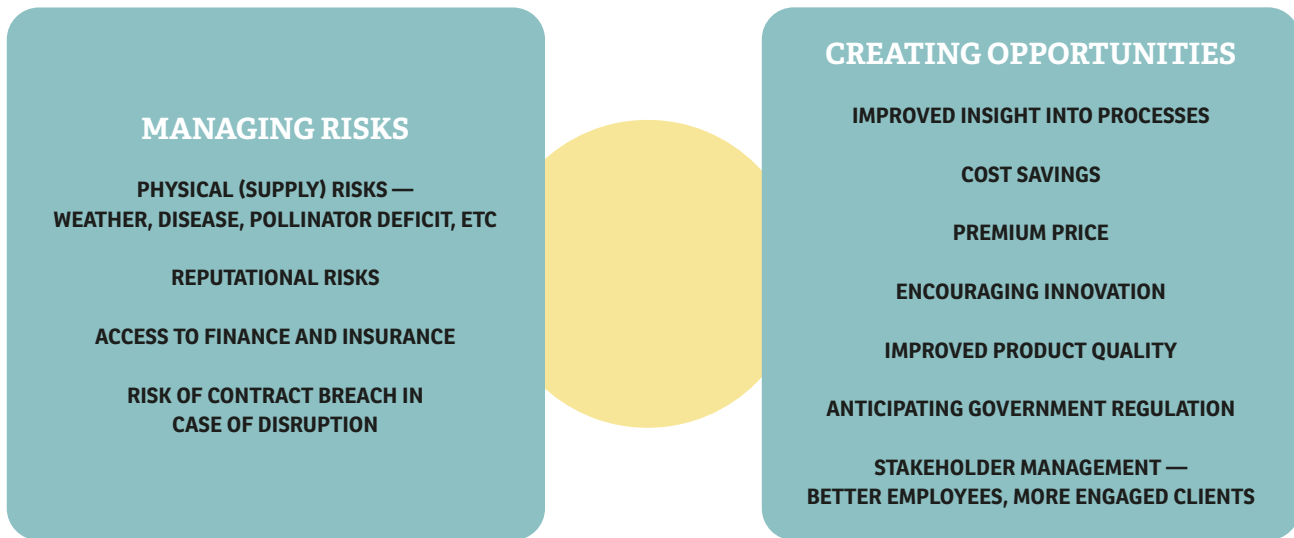 MANAGING RISKS
PHYSICAL (SUPPLY) RISKS —
WEATHER, DISEASE, POLLINATOR DEFICIT, ETC
REPUTATIONAL RISKS
ACCESS TO FINANCE AND INSURANCE
RISK OF CONTRACT BREACH IN
CASE OF DISRUPTION
CREATING OPPORTUNITIES
IMPROVED INSIGHT INTO PROCESSES
COST SAVINGS
PREMIUM PRICE
ENCOURAGING INNOVATION
IMPROVED PRODUCT QUALITY
ANTICIPATING GOVERNMENT REGULATION
STAKEHOLDER MANAGEMENT —
BETTER EMPLOYEES, MORE ENGAGED CLIENTS